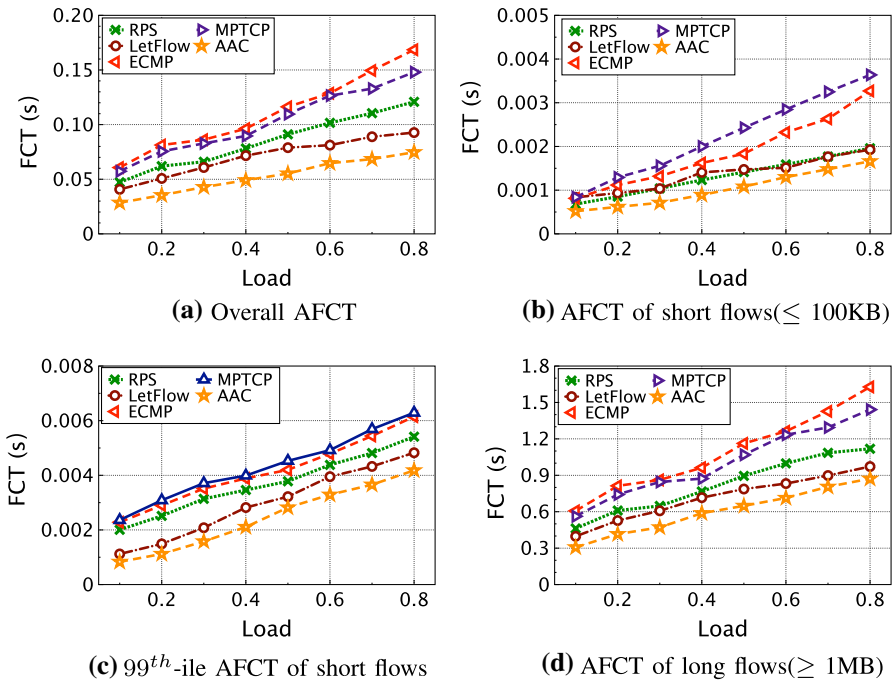 0.20
0.15
0.10
0.05
0
FCT (s)
RPS
LetFlow
ECMP
MPTCP
AAC
0.2 0.4 0.6 0.8
Load
(a) Overall AFCT
0.005
0.004
0.003
0.002
0.001
0
FCT (s)
RPS
LetFlow
ECMP
MPTCP
AAC
0.2 0.4 0.6 0.8
Load
(b) AFCT of short flows(≤ 100KB)
0.008
0.006
0.004
0.002
0
FCT (s)
RPS
LetFlow
ECMP
MPTCP
AAC
0.2 0.4 0.6 0.8
Load
(c) 99th-ile AFCT of short flows
1.8
1.5
1.2
0.9
0.6
0.3
0
FCT (s)
RPS
LetFlow
ECMP
MPTCP
AAC
0.2 0.4 0.6 0.8
Load
(d) AFCT of long flows(≥ 1MB)